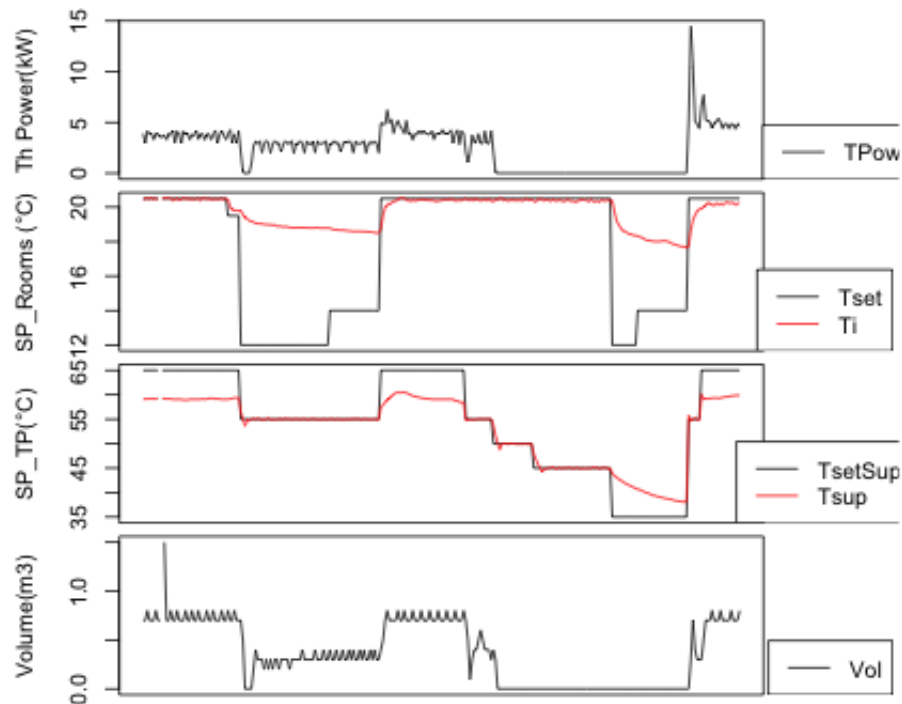 Th Power(kW)
15
10
5
0
TPow
SP_Rooms (°C)
20
16
12
Tset
Ti
SP_TP(°C)
65
55
45
35
TsetSup
Tsup
Volume(m3)
1.0
0.0
Vol